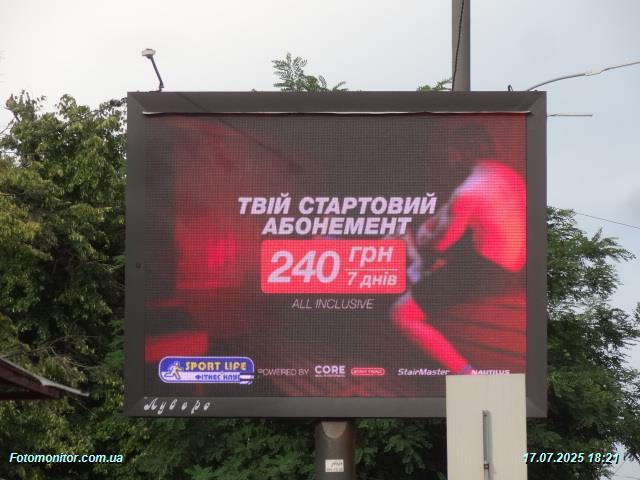 ТВІЙ СТАРТОВИЙ
АБОНЕМЕНТ
240 грн
7 днів
ALL INCLUSIVE
SPORT LIFE
ФІТНЕС КЛУБ
POWERED BY CORE StairMaster NAUTILUS
Лувере
Fotomonitor.com.ua
17.07.2025 18:21